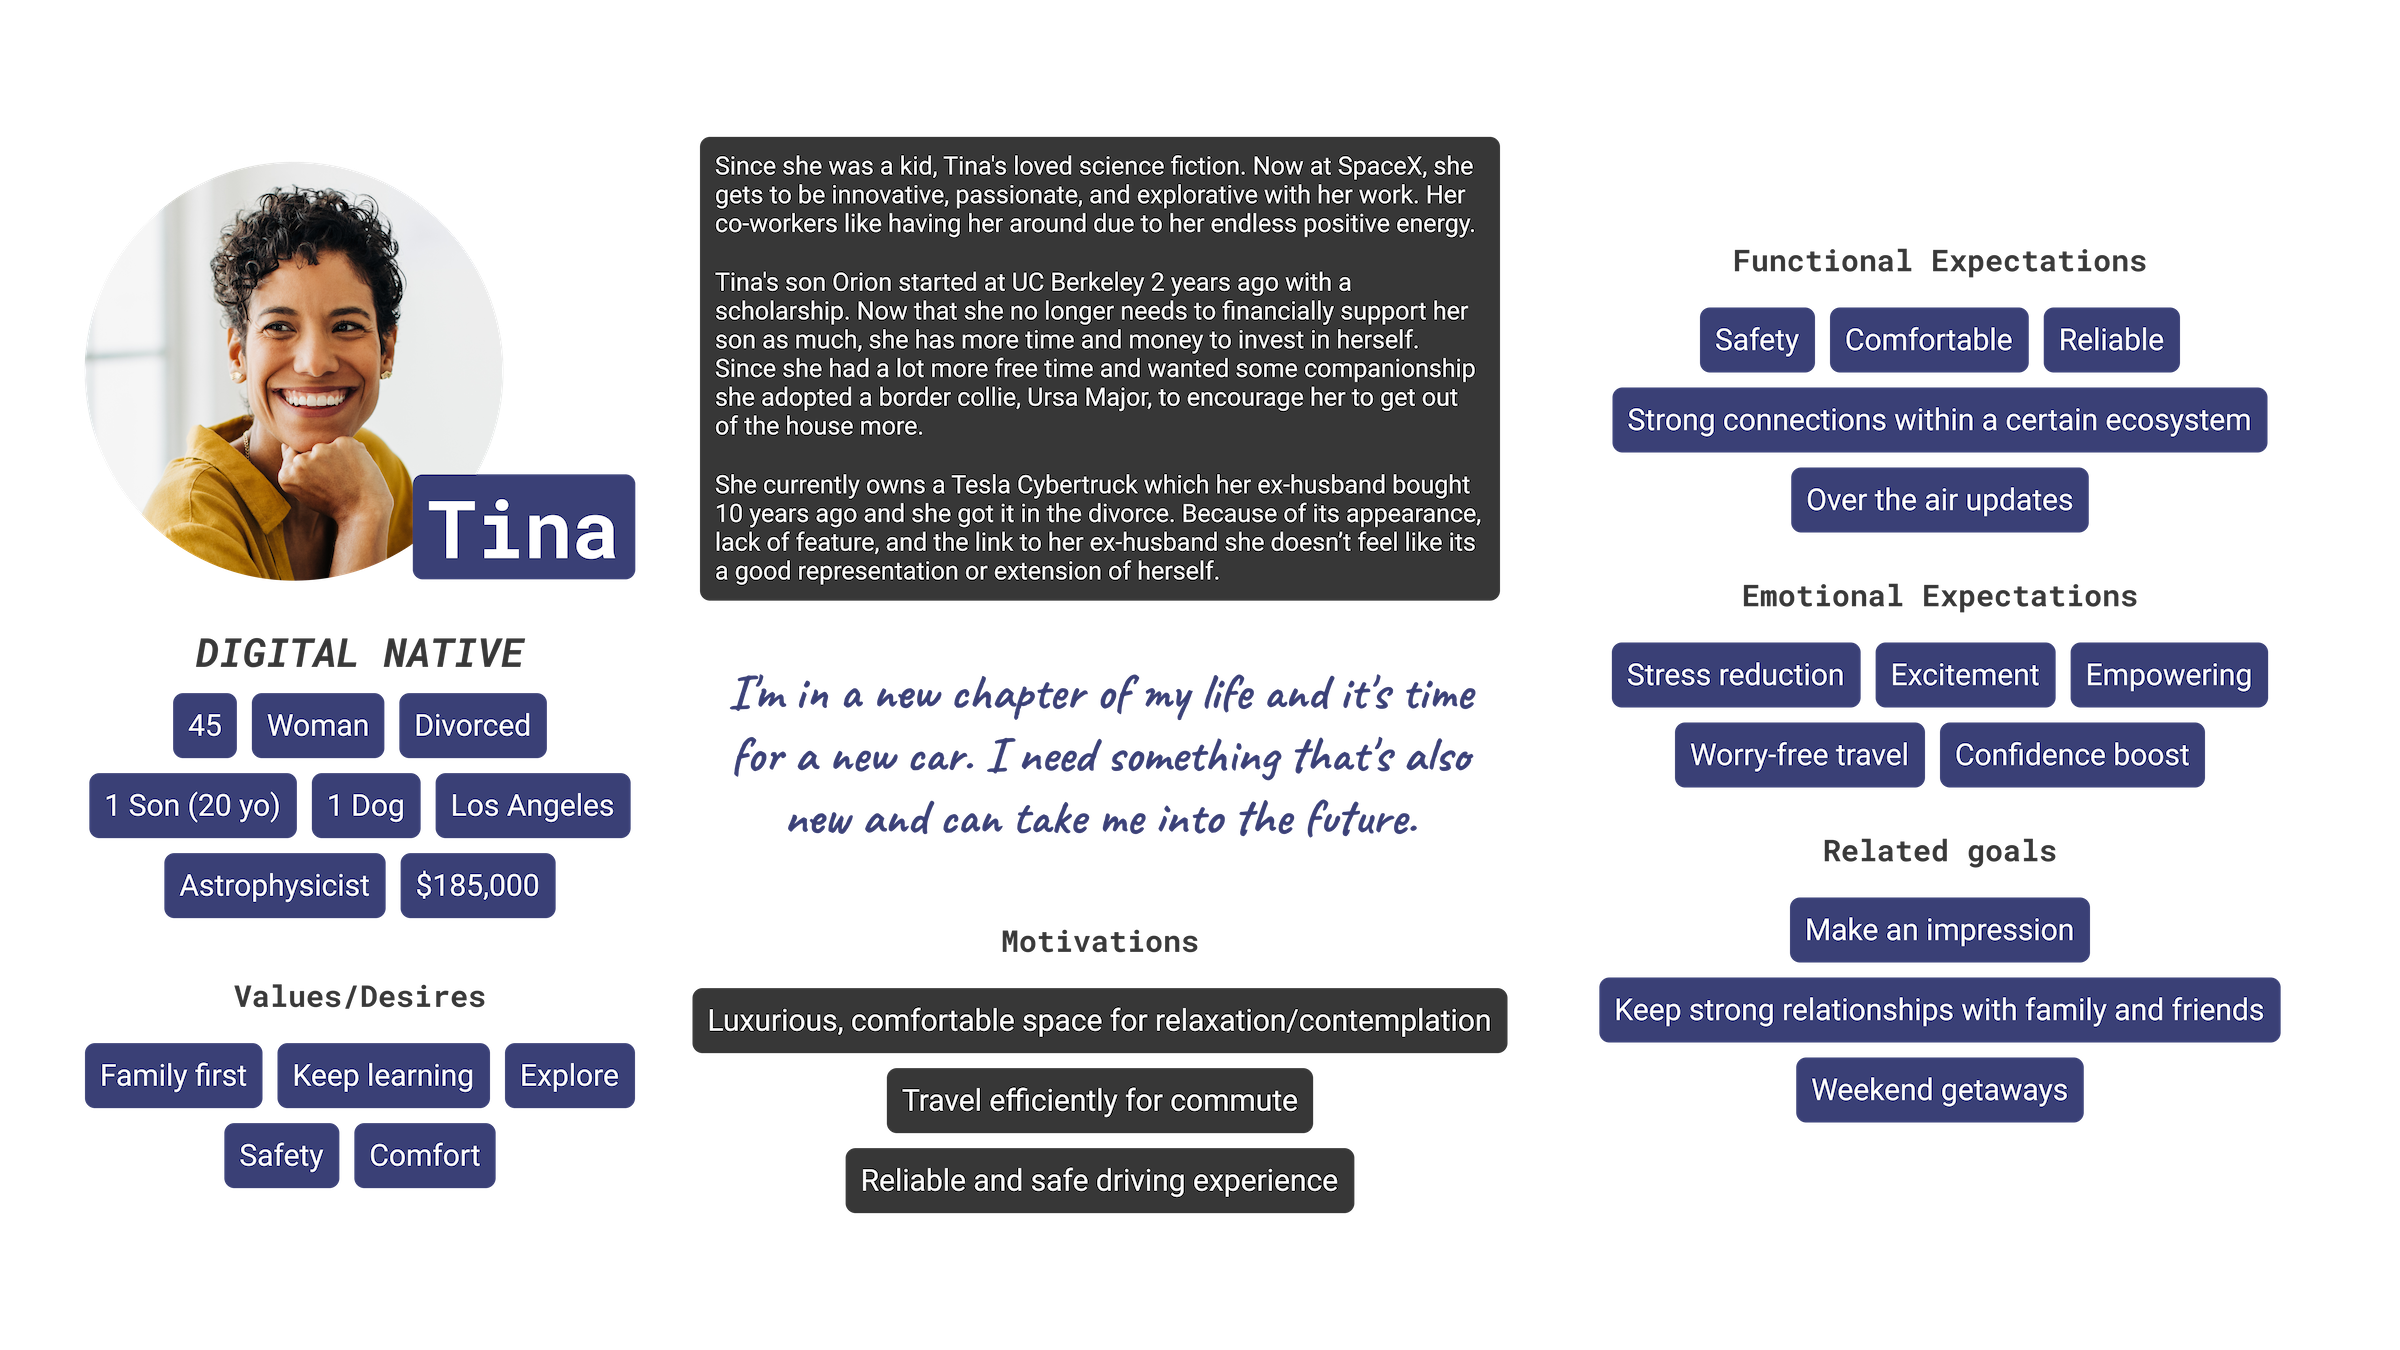 Tina
DIGITAL NATIVE
45
Woman
Divorced
1 Son (20 yo)
1 Dog
Los Angeles
Astrophysicist
$185,000
Values/Desires
Family first
Keep learning
Explore
Safety
Comfort
Since she was a kid, Tina's loved science fiction. Now at SpaceX, she
gets to be innovative, passionate, and explorative with her work. Her
co-workers like having her around due to her endless positive energy.
Tina's son Orion started at UC Berkeley 2 years ago with a
scholarship. Now that she no longer needs to financially support her
son as much, she has more time and money to invest in herself.
Since she had a lot more free time and wanted some companionship
she adopted a border collie, Ursa Major, to encourage her to get out
of the house more.
She currently owns a Tesla Cybertruck which her ex-husband bought
10 years ago and she got it in the divorce. Because of its appearance,
lack of feature, and the link to her ex-husband she doesn’t feel like its
a good representation or extension of herself.
I'm in a new chapter of my life and it's time
for a new car. I need something that's also
new and can take me into the future.
Motivations
Luxurious, comfortable space for relaxation/contemplation
Travel efficiently for commute
Reliable and safe driving experience
Functional Expectations
Safety
Comfortable
Reliable
Strong connections within a certain ecosystem
Over the air updates
Emotional Expectations
Stress reduction
Excitement
Empowering
Worry-free travel
Confidence boost
Related goals
Make an impression
Keep strong relationships with family and friends
Weekend getaways